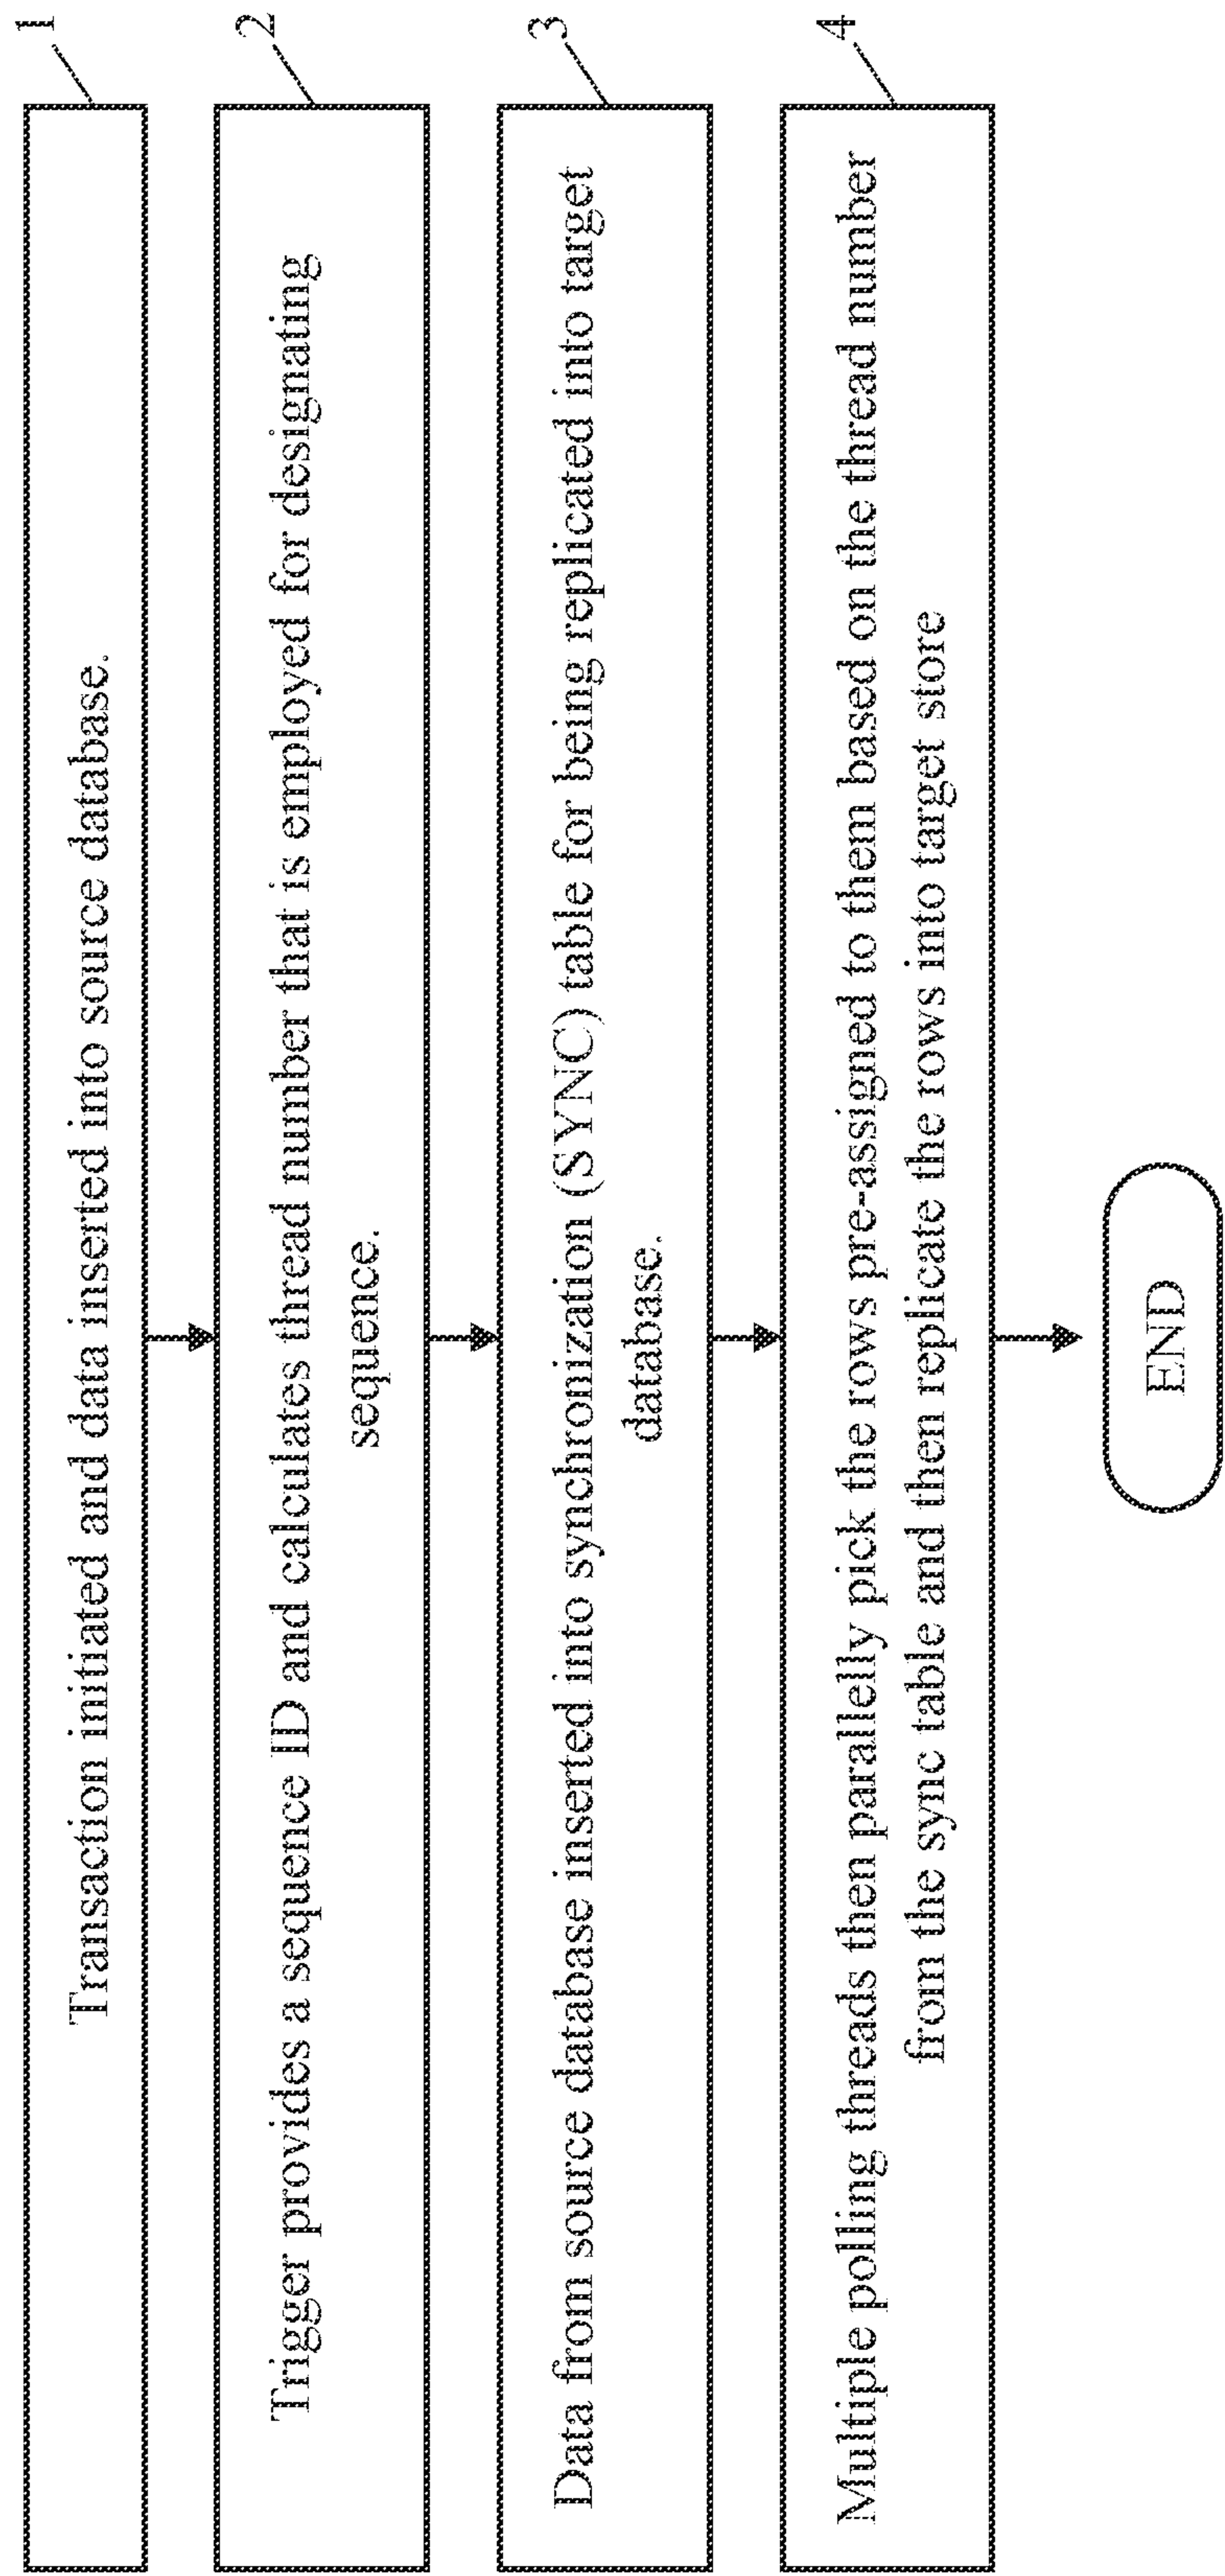 1
Transaction initiated and data inserted into source database.
2
Trigger provides a sequence ID and calculates thread number that is employed for designating
sequence.
3
Data from source database inserted into synchronization (SYNC) table for being replicated into target
database.
4
Multiple polling threads then parallelly pick the rows pre-assigned to them based on the thread number
from the sync table and then replicate the rows into target store
END